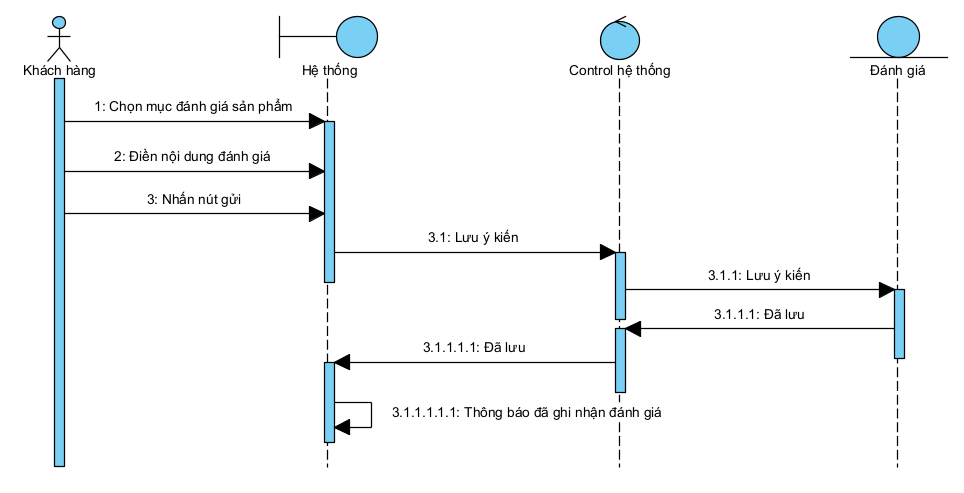 Khách hàng
Hệ thống
Control hệ thống
Đánh giá
1: Chọn mục đánh giá sản phẩm
2: Điền nội dung đánh giá
3: Nhấn nút gửi
3.1: Lưu ý kiến
3.1.1: Lưu ý kiến
3.1.1.1: Đã lưu
3.1.1.1.1: Đã lưu
3.1.1.1.1.1: Thông báo đã ghi nhận đánh giá